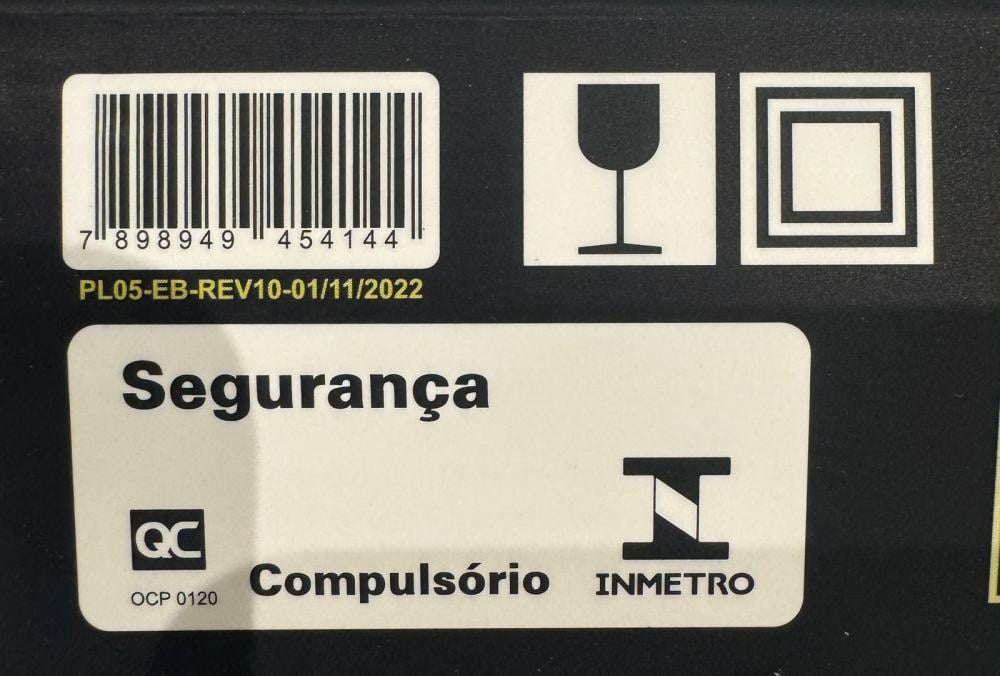 7 898949 454144
PL05-EB-REV10-01/11/2022
Segurança
QC
OCP 0120
Compulsório
INMETRO